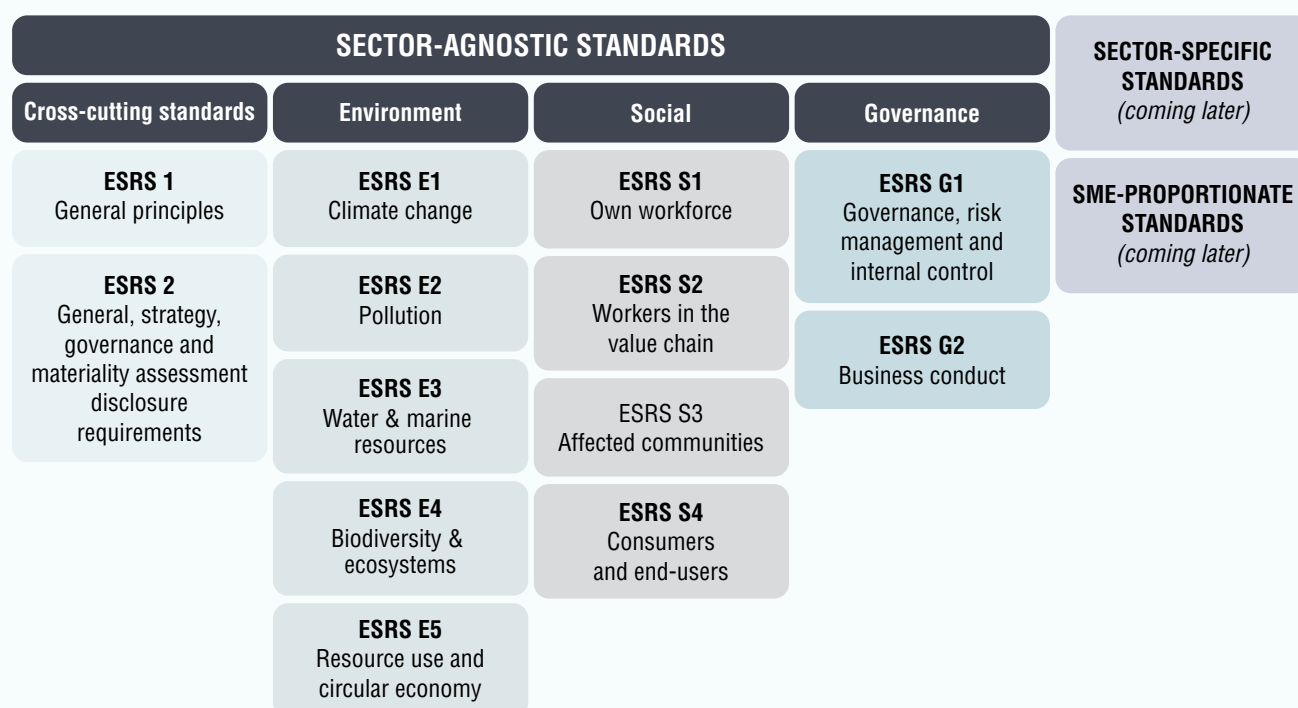 SECTOR-AGNOSTIC STANDARDS
Cross-cutting standards
ESRS 1
General principles
ESRS 2
General, strategy,
governance and
materiality assessment
disclosure
requirements
Environment
ESRS E1
Climate change
ESRS E2
Pollution
ESRS E3
Water & marine
resources
ESRS E4
Biodiversity &
ecosystems
ESRS E5
Resource use and
circular economy
Social
ESRS S1
Own workforce
ESRS S2
Workers in the
value chain
ESRS S3
Affected communities
ESRS S4
Consumers
and end-users
Governance
ESRS G1
Governance, risk
management and
internal control
ESRS G2
Business conduct
SECTOR-SPECIFIC
STANDARDS
(coming later)
SME-PROPORTIONATE
STANDARDS
(coming later)